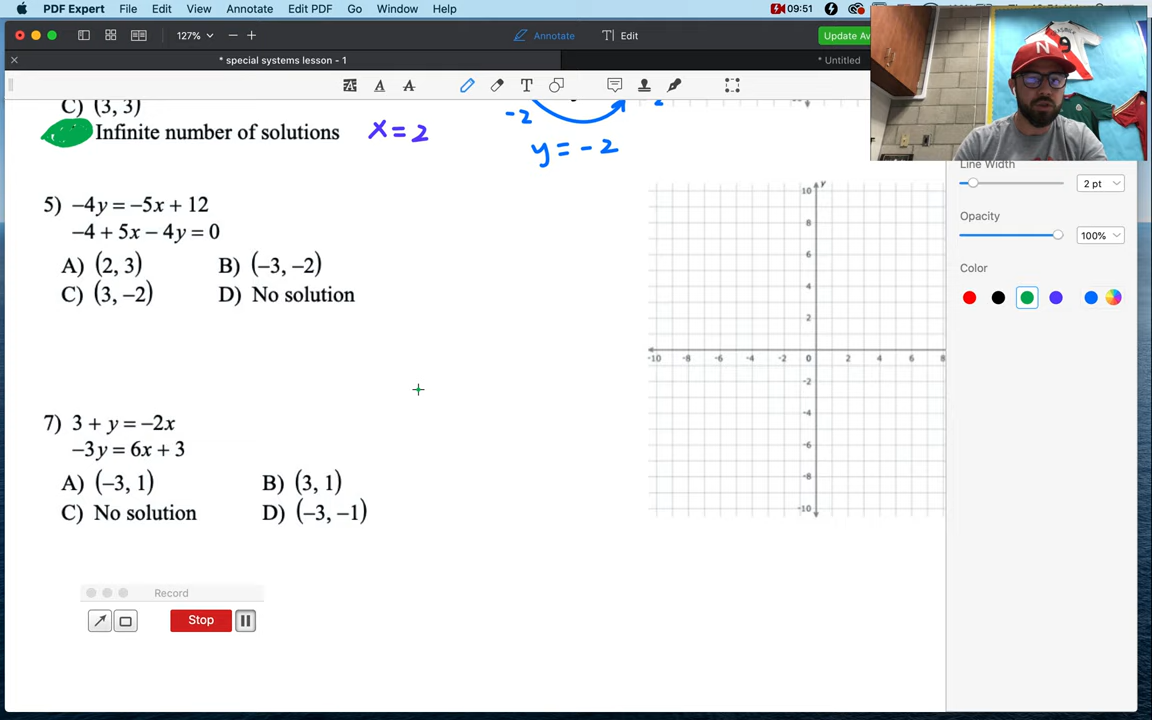 PDF Expert File Edit View Annotate Edit PDF Go Window Help 09:51
127% Annotate Edit Update Av
* special systems lesson - 1 * Untitled
C) (3, 3)
Infinite number of solutions x = 2
-2
y = -2
5) –4y = –5x + 12
–4 + 5x – 4y = 0
A) (2, 3) B) (–3, –2)
C) (3, –2) D) No solution
7) 3 + y = –2x
–3y = 6x + 3
A) (–3, 1) B) (3, 1)
C) No solution D) (–3, –1)
y
10
8
6
4
2
-10 -8 -6 -4 -2 0 2 4 6 8
-2
-4
-6
-8
-10
Line Width
2 pt
Opacity
100%
Color
Record
Stop
N
9